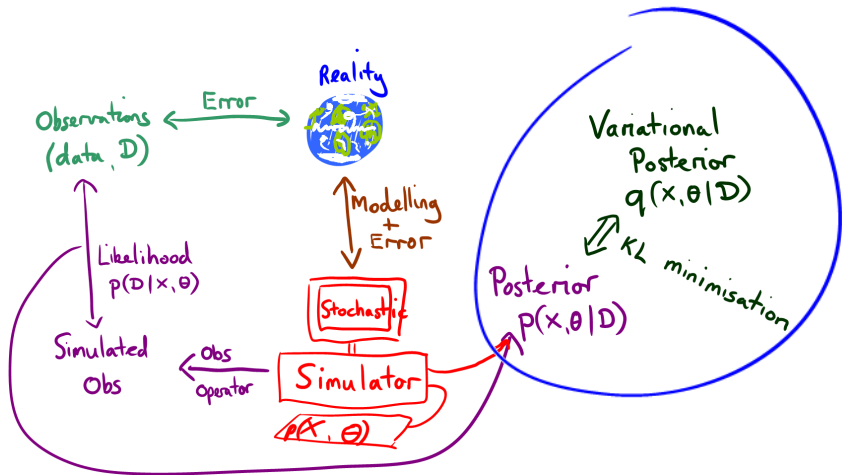 Reality
Error
Observations
(data, D)
Variational
Posterior
q(x,θ|D)
Modelling
+
Error
KL minimisation
Likelihood
p(D|x,θ)
Posterior
p(x,θ|D)
Stochastic
Simulated
Obs
Obs
Operator
Simulator
p(x,θ)